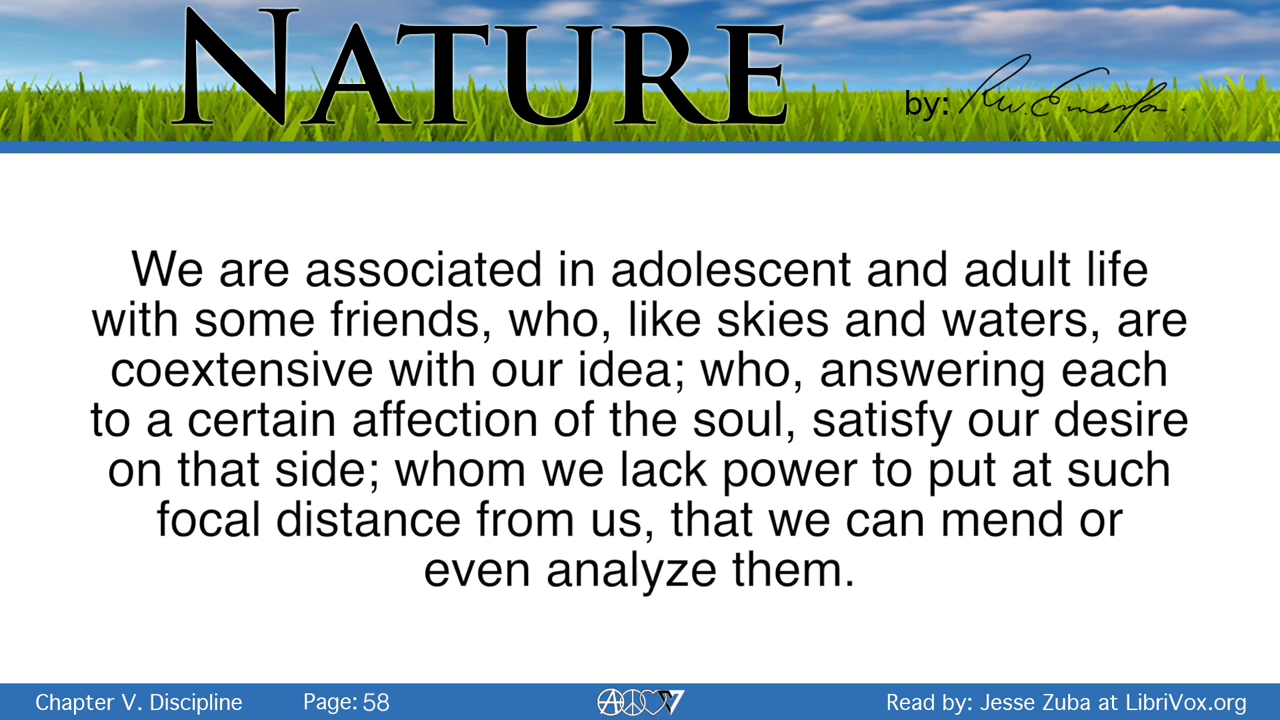 NATURE
by: R.W. Emerson.
We are associated in adolescent and adult life
with some friends, who, like skies and waters, are
coextensive with our idea; who, answering each
to a certain affection of the soul, satisfy our desire
on that side; whom we lack power to put at such
focal distance from us, that we can mend or
even analyze them.
Chapter V. Discipline
Page: 58
Read by: Jesse Zuba at LibriVox.org